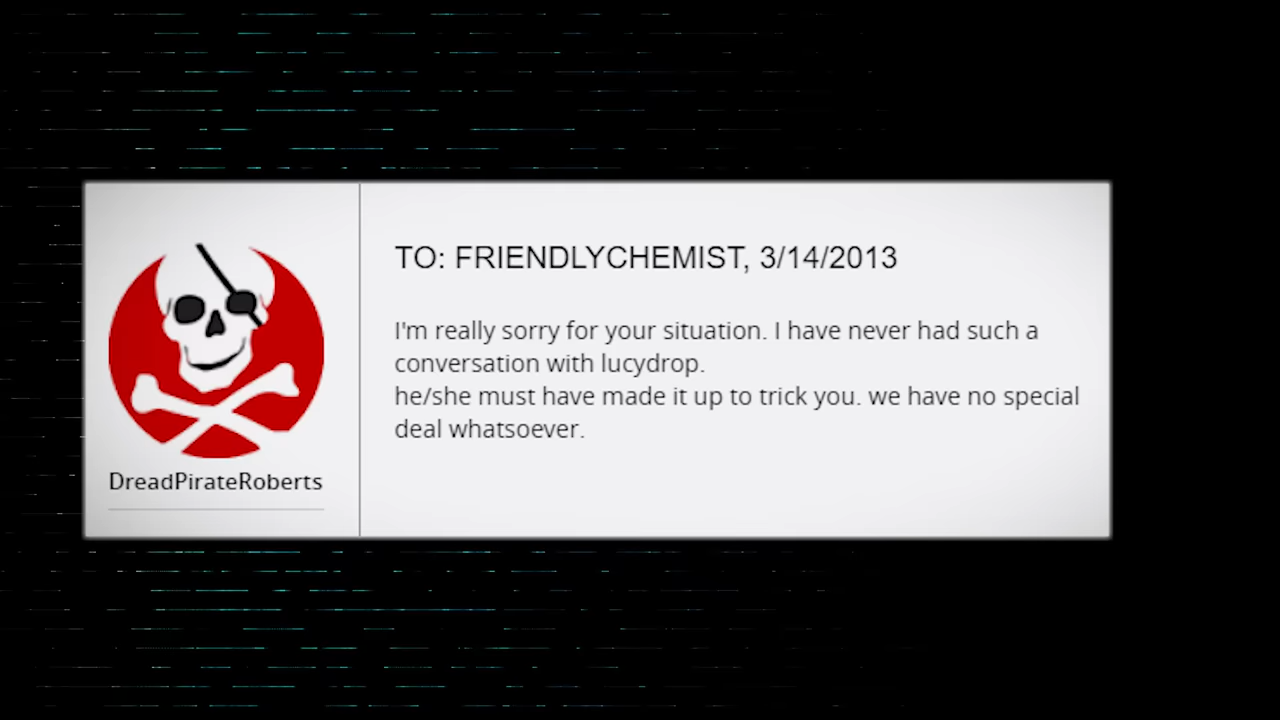 TO: FRIENDLYCHEMIST, 3/14/2013
I'm really sorry for your situation. I have never had such a
conversation with lucydrop.
he/she must have made it up to trick you. we have no special
deal whatsoever.
DreadPirateRoberts